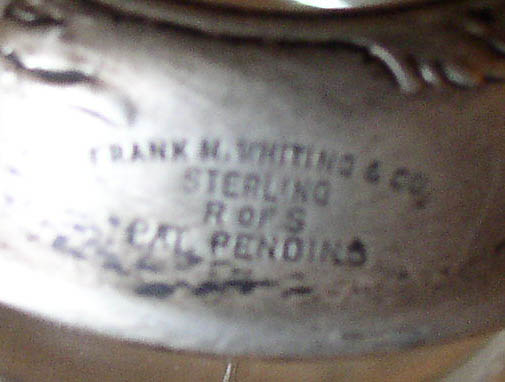 FRANK M. WHITING & CO.
STERLING
R OF S
PAT. PENDING